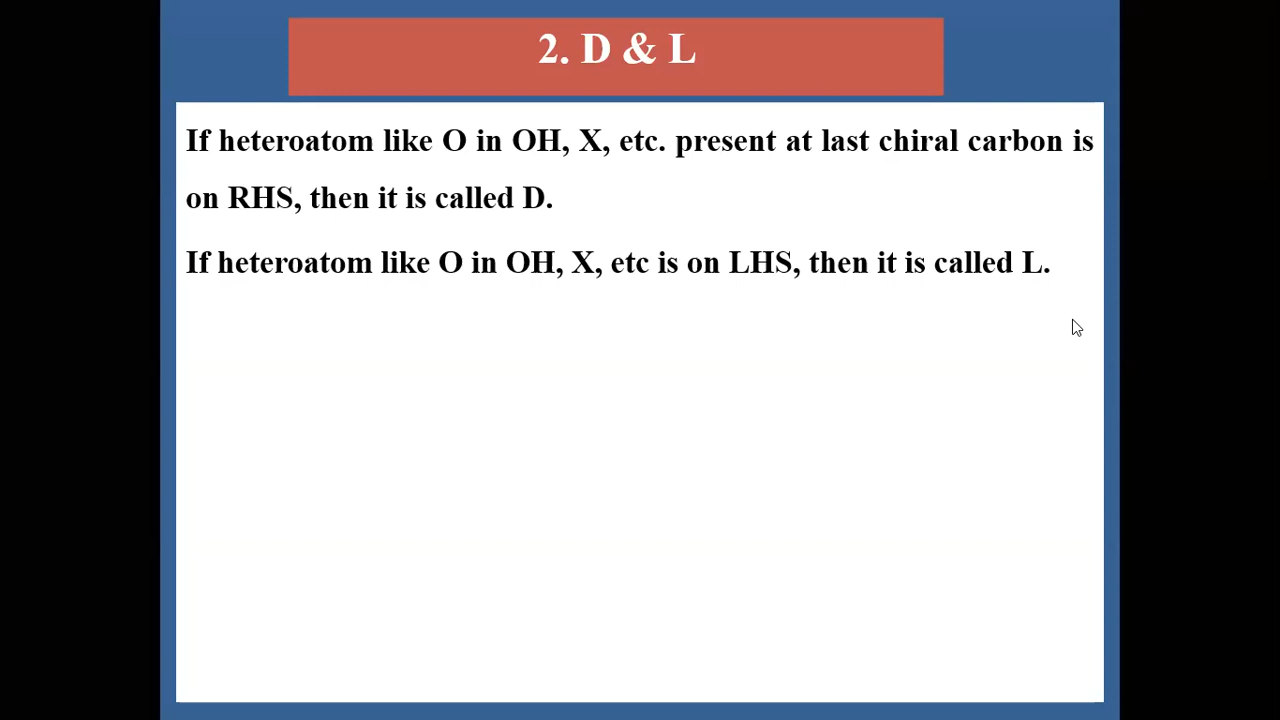 2. D & L
If heteroatom like O in OH, X, etc. present at last chiral carbon is
on RHS, then it is called D.
If heteroatom like O in OH, X, etc is on LHS, then it is called L.